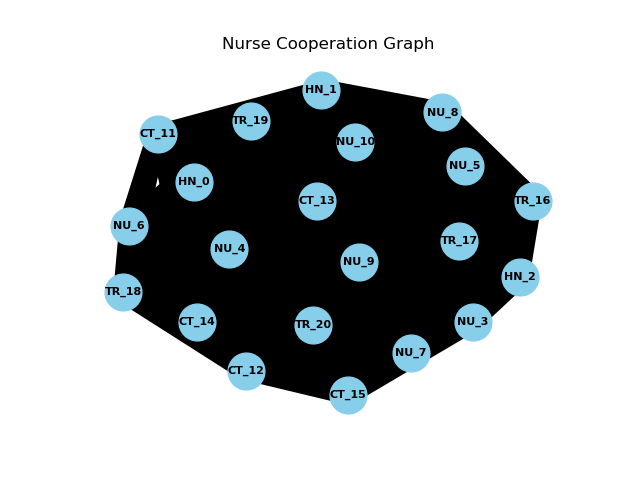 Nurse Cooperation Graph
HN_1
NU_8
TR_19
CT_11
NU_10
NU_5
HN_0
CT_13
TR_16
NU_6
TR_17
NU_4
NU_9
HN_2
TR_18
CT_14
TR_20
NU_3
NU_7
CT_12
CT_15